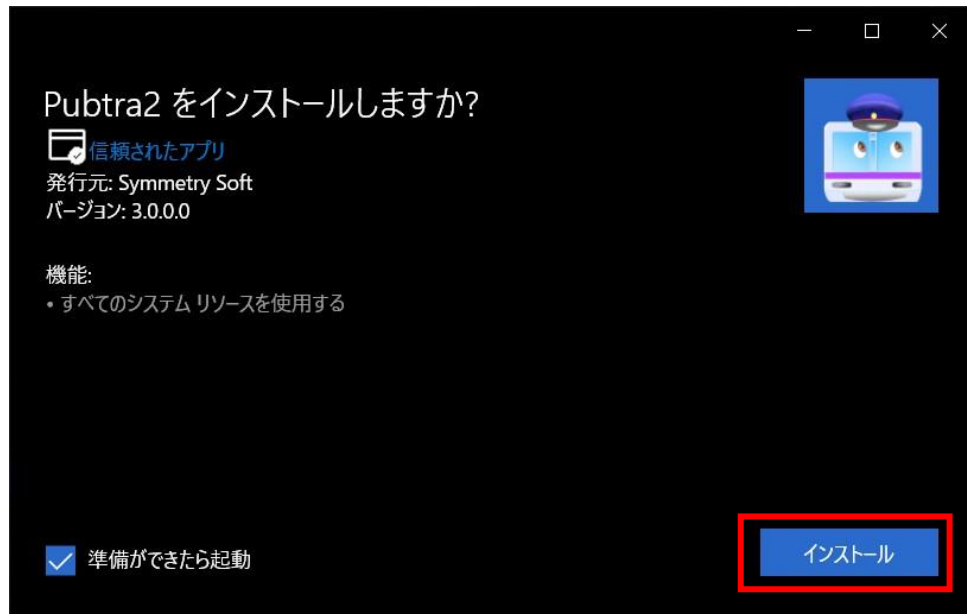 Pubtra2 をインストールしますか?
信頼されたアプリ
発行元: Symmetry Soft
バージョン: 3.0.0.0
機能:
• すべてのシステム リソースを使用する
準備ができたら起動
インストール